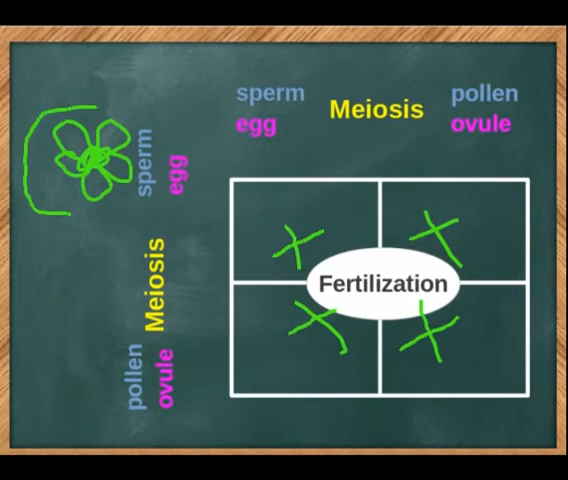 sperm
egg
Meiosis
pollen
ovule
sperm
egg
Meiosis
pollen
ovule
Fertilization